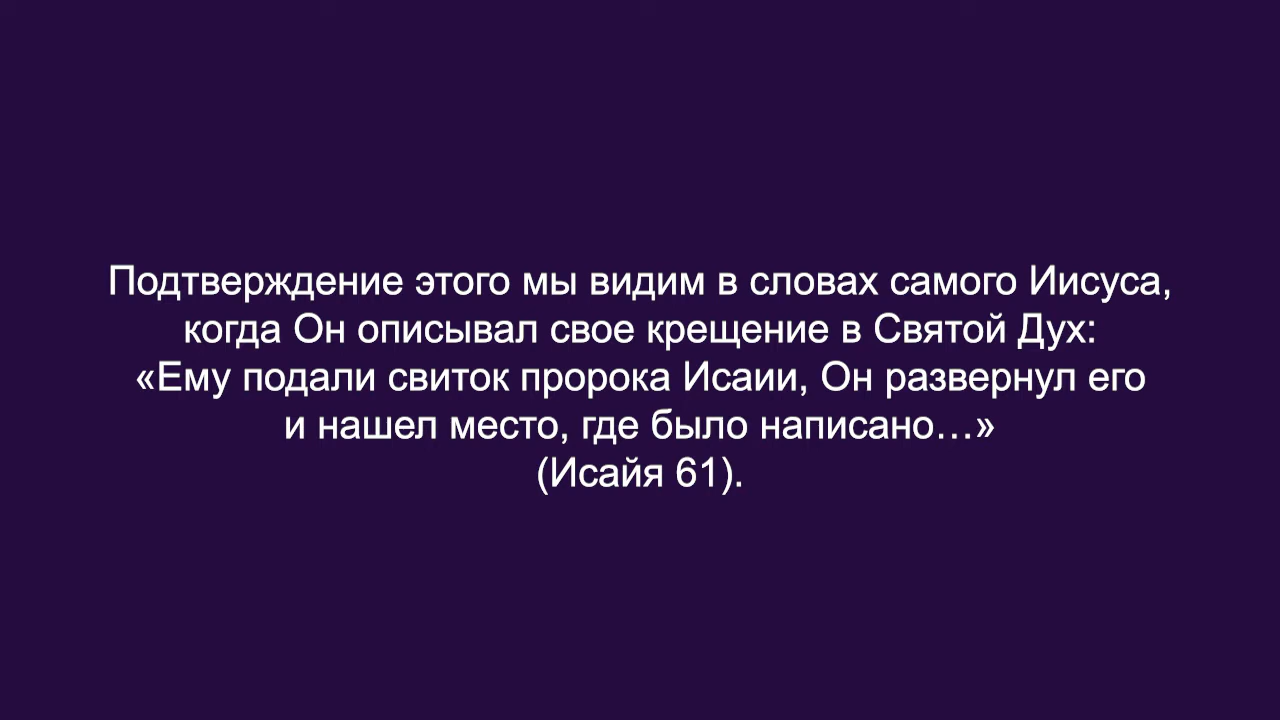 Подтверждение этого мы видим в словах самого Иисуса,
когда Он описывал свое крещение в Святой Дух:
«Ему подали свиток пророка Исаии, Он развернул его
и нашел место, где было написано…»
(Исайя 61).